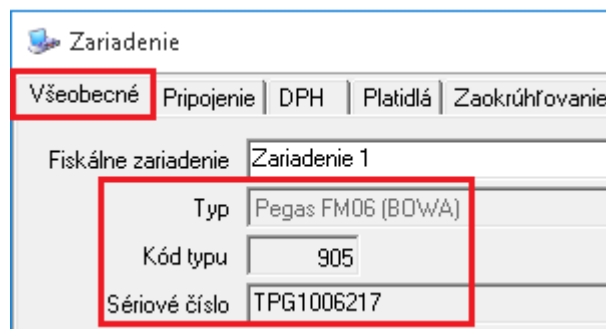 Zariadenie
Všeobecné Pripojenie DPH Platidlá Zaokrúhľovanie
Fiskálne zariadenie Zariadenie 1
Typ Pegas FM06 (BOWA)
Kód typu 905
Sériové číslo TPG1006217